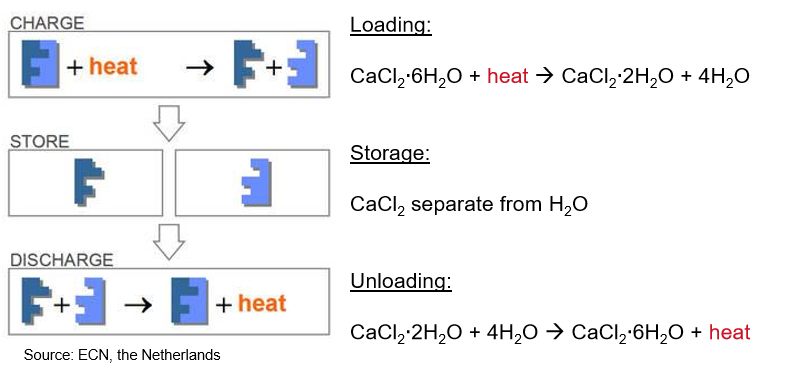 CHARGE
+ heat → +
STORE
DISCHARGE
+ → + heat
Source: ECN, the Netherlands
Loading:
CaCl₂·6H₂O + heat → CaCl₂·2H₂O + 4H₂O
Storage:
CaCl₂ separate from H₂O
Unloading:
CaCl₂·2H₂O + 4H₂O → CaCl₂·6H₂O + heat